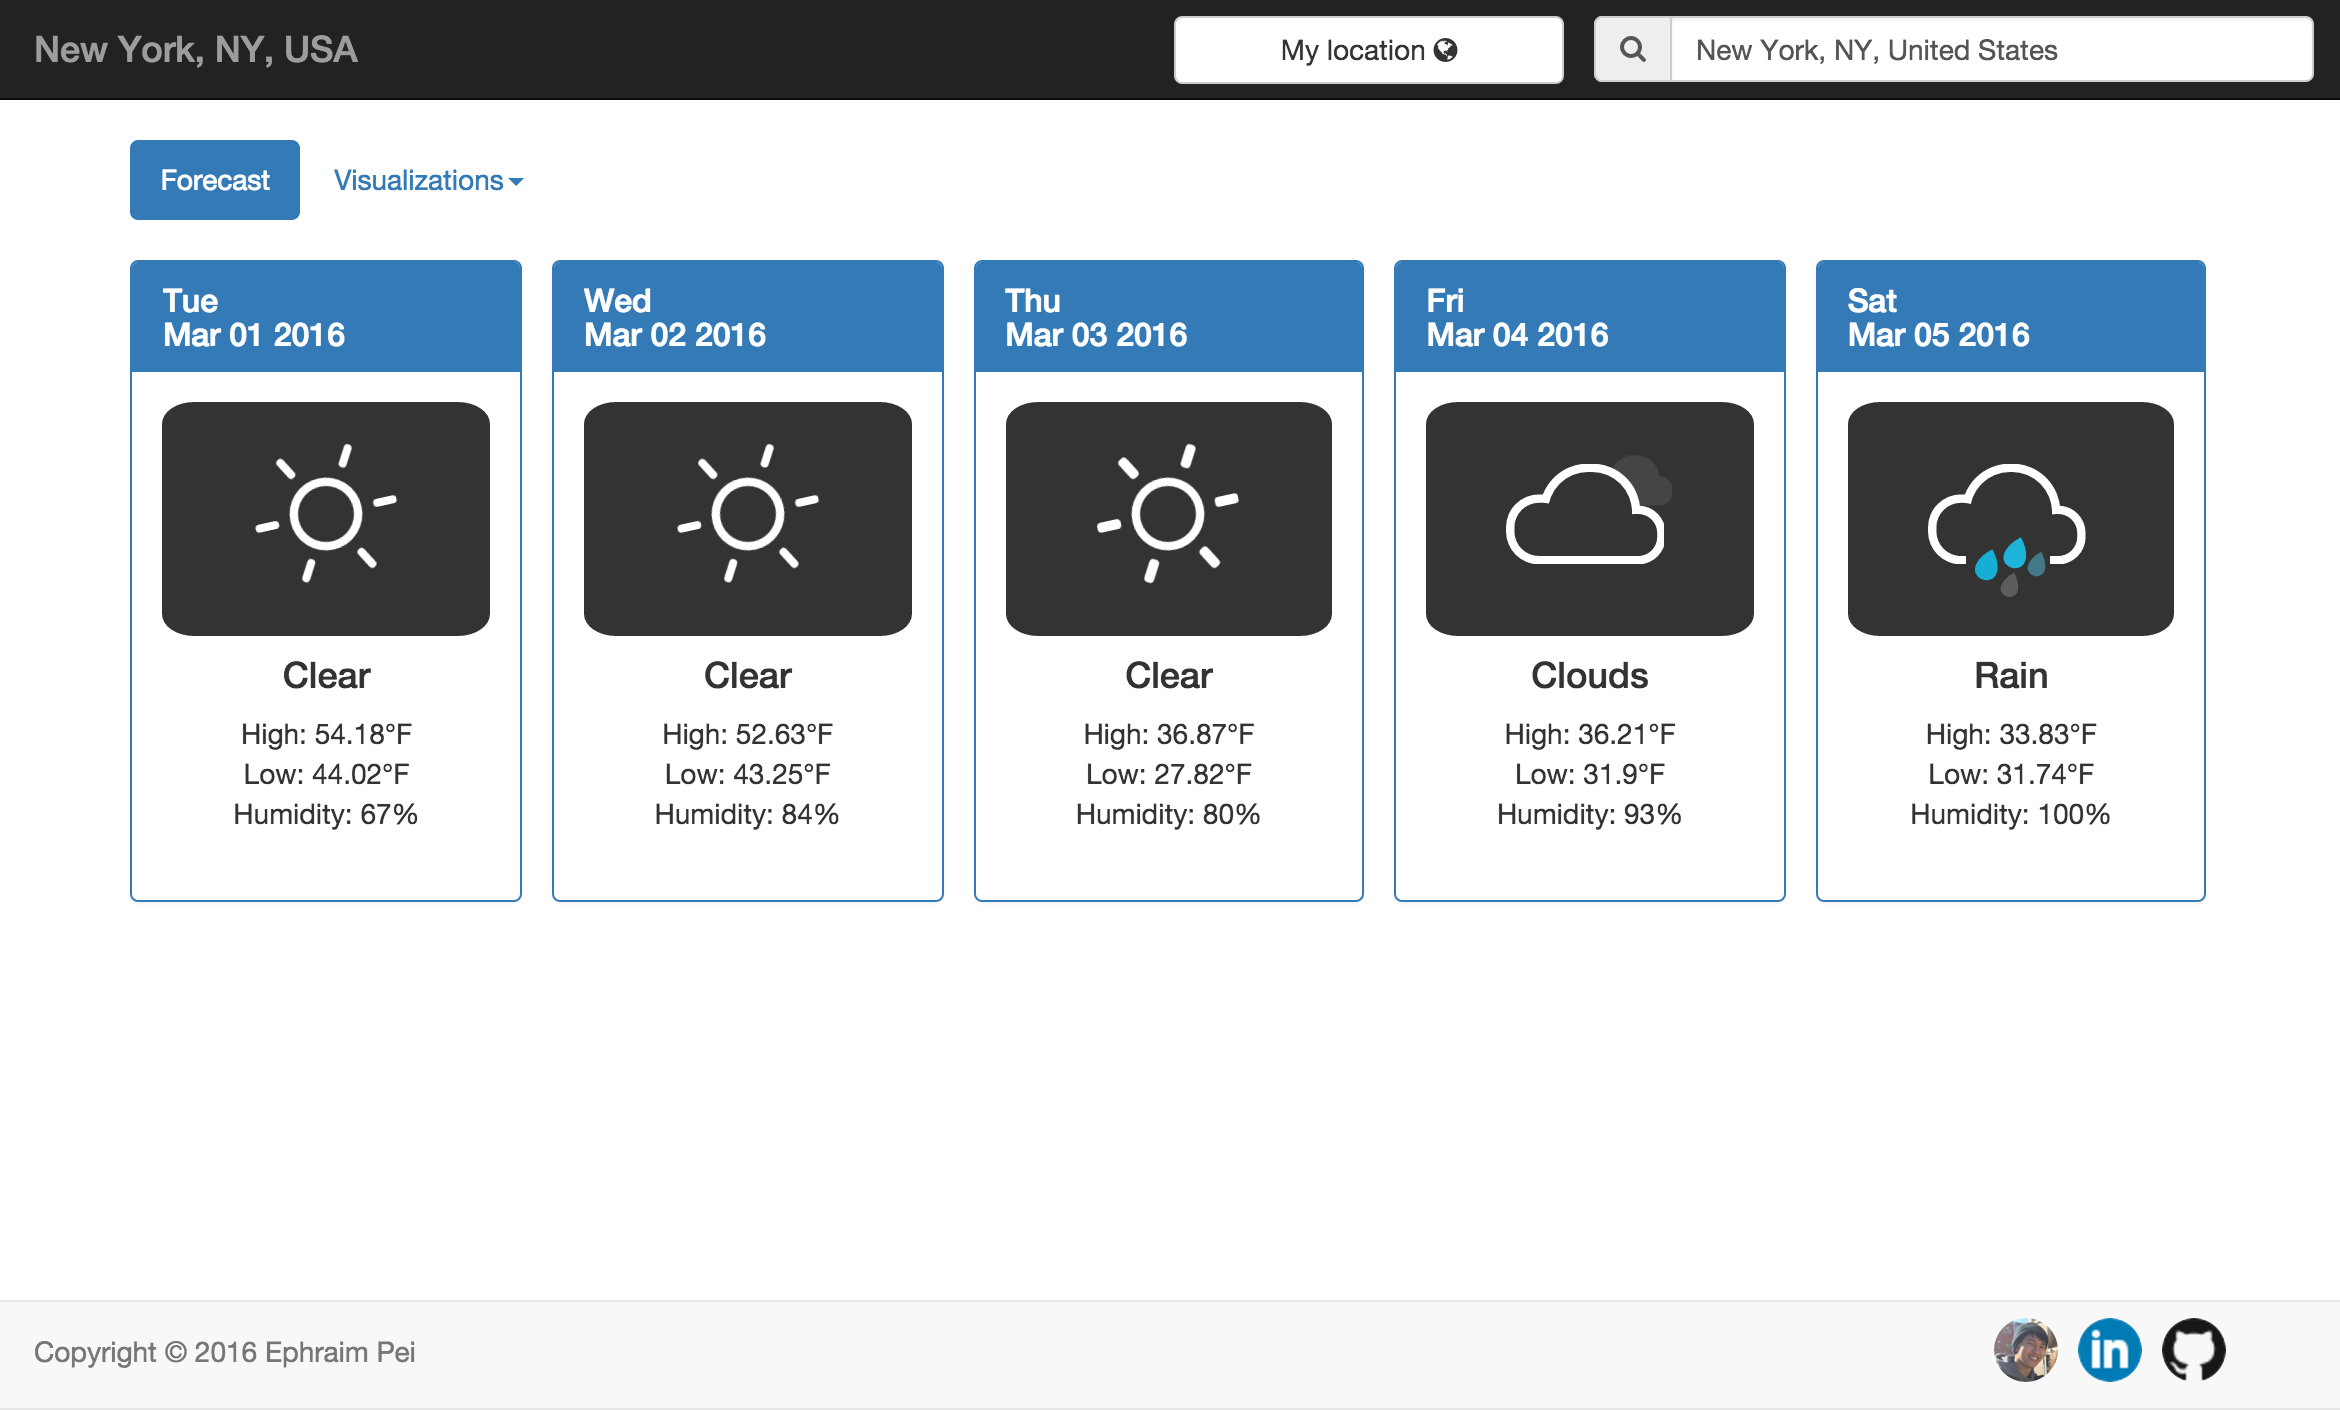 New York, NY, USA
My location
New York, NY, United States
Forecast
Visualizations
Tue
Mar 01 2016
Clear
High: 54.18°F
Low: 44.02°F
Humidity: 67%
Wed
Mar 02 2016
Clear
High: 52.63°F
Low: 43.25°F
Humidity: 84%
Thu
Mar 03 2016
Clear
High: 36.87°F
Low: 27.82°F
Humidity: 80%
Fri
Mar 04 2016
Clouds
High: 36.21°F
Low: 31.9°F
Humidity: 93%
Sat
Mar 05 2016
Rain
High: 33.83°F
Low: 31.74°F
Humidity: 100%
Copyright © 2016 Ephraim Pei
in